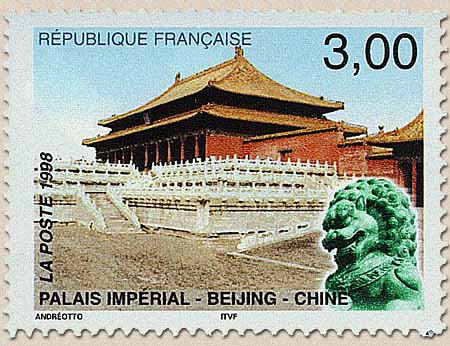 RÉPUBLIQUE FRANÇAISE
3,00
LA POSTE 1998
PALAIS IMPÉRIAL - BEIJING - CHINE
ANDRÉOTTO
ITVF